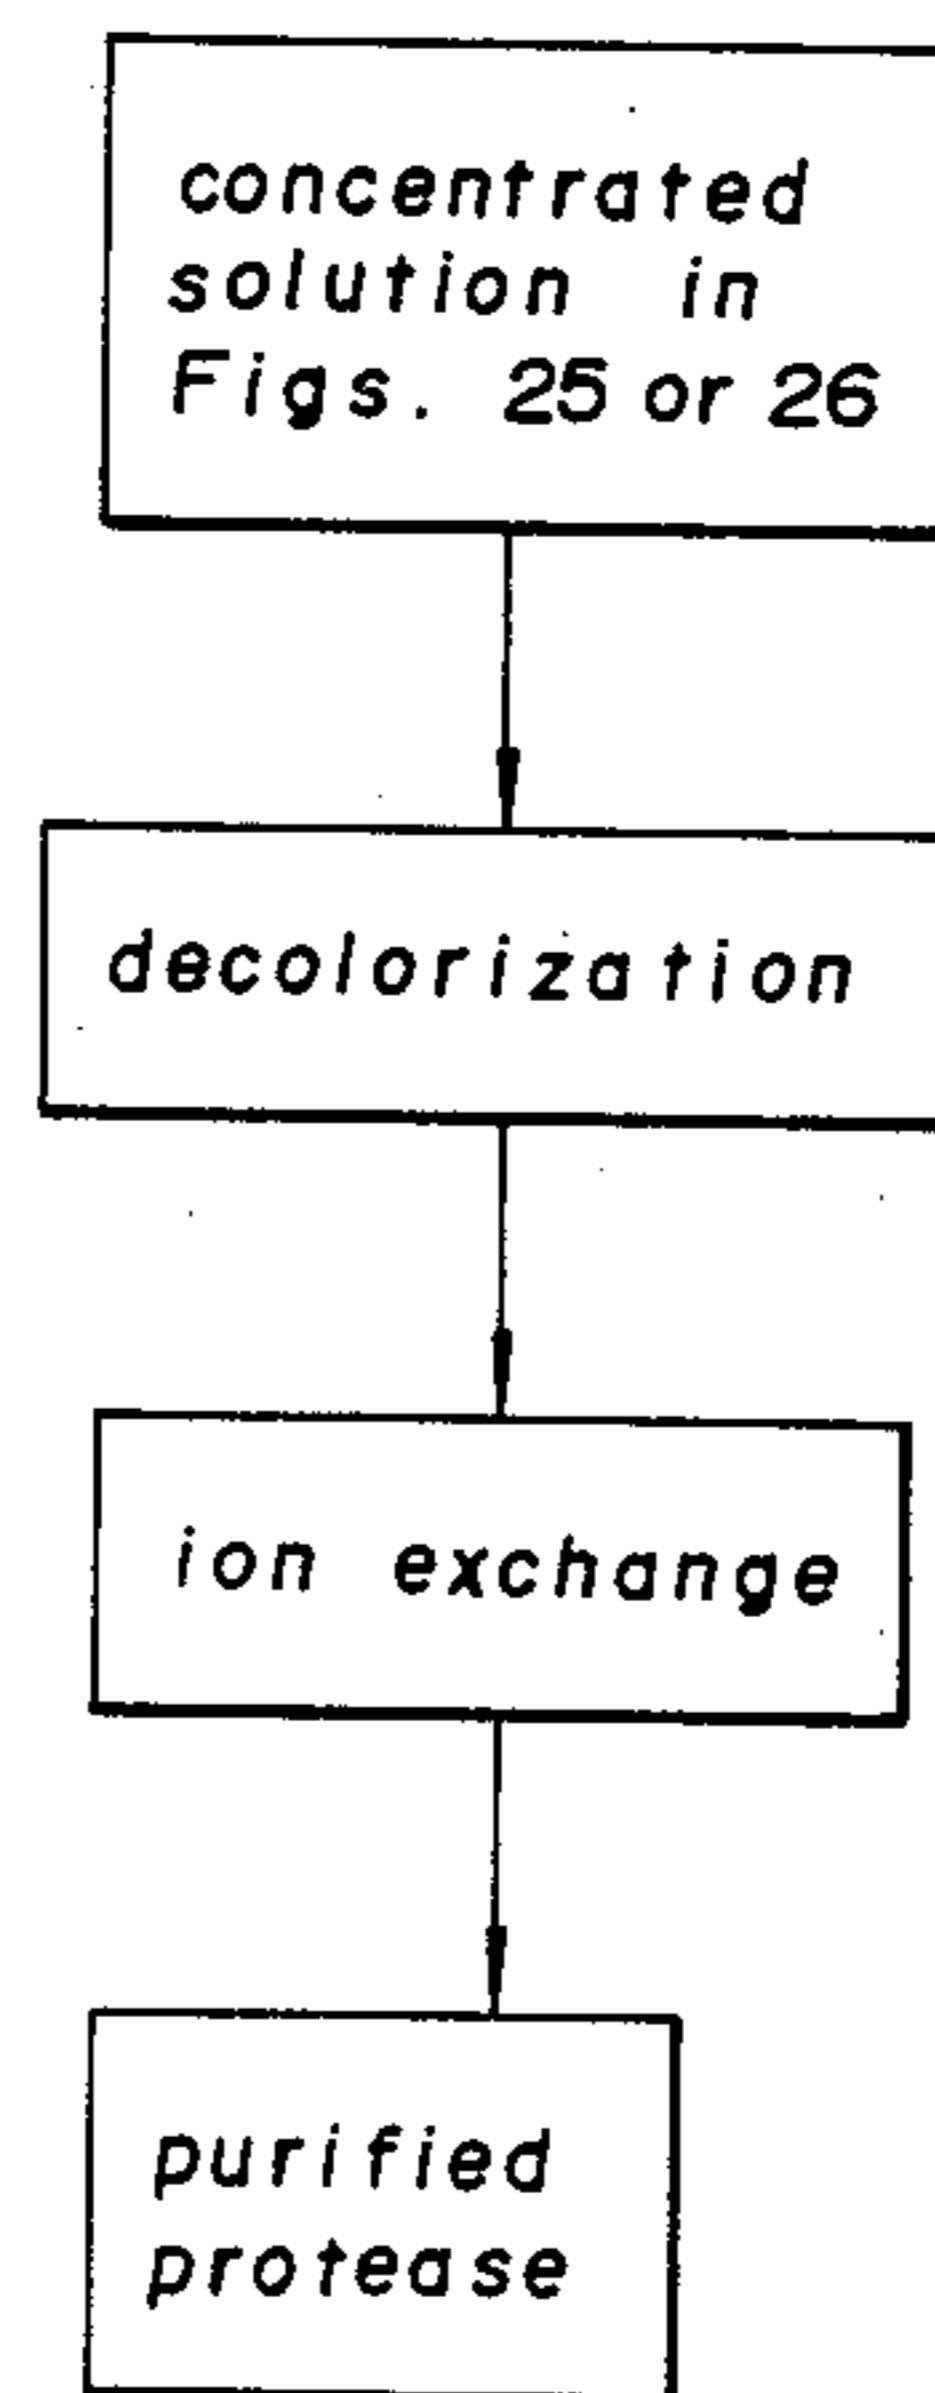 concentrated
solution in
Figs. 25 or 26
decolorization
ion exchange
purified
protease